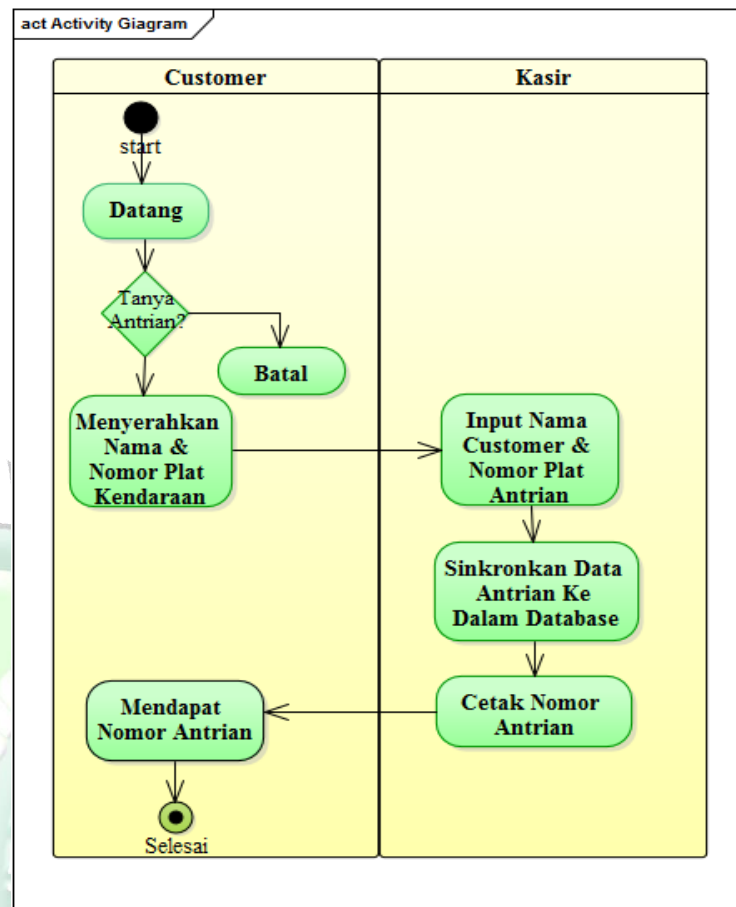 act Activity Giagram
Customer
Kasir
start
Datang
Tanya
Antrian?
Batal
Menyerahkan
Nama &
Nomor Plat
Kendaraan
Input Nama
Customer &
Nomor Plat
Antrian
Sinkronkan Data
Antrian Ke
Dalam Database
Cetak Nomor
Antrian
Mendapat
Nomor Antrian
Selesai